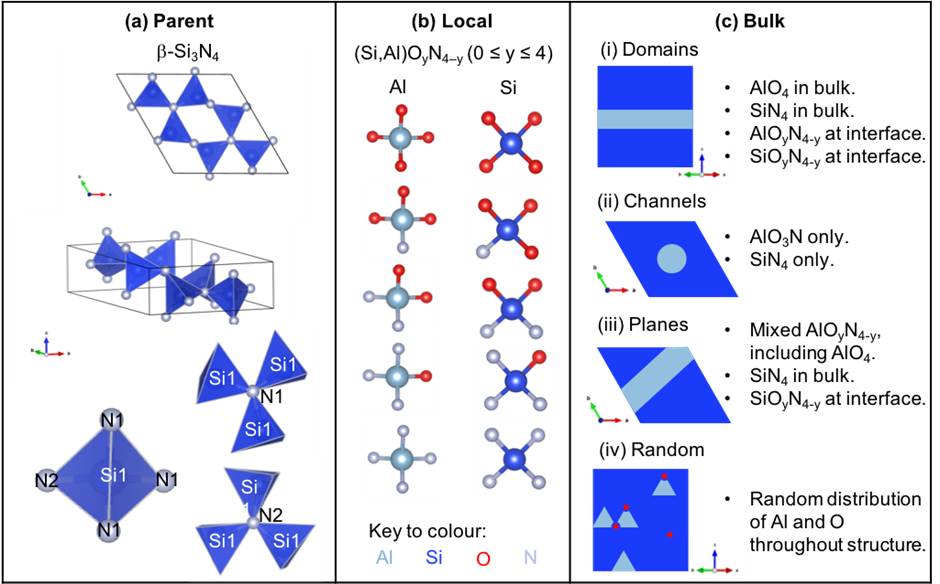 (a) Parent
β-Si₃N₄
N1
Si1
N2
N1
N1
Si1
Si1
N1
Si1
Si
N2
Si1
Si1
(b) Local
(Si,Al)OyN4–y (0 ≤ y ≤ 4)
Al
Si
Key to colour:
Al
Si
O
N
(c) Bulk
(i) Domains
• AlO₄ in bulk.
• SiN₄ in bulk.
• AlOyN4-y at interface.
• SiOyN4-y at interface.
(ii) Channels
• AlO₃N only.
• SiN₄ only.
(iii) Planes
• Mixed AlOyN4-y,
including AlO₄.
• SiN₄ in bulk.
• SiOyN4-y at interface.
(iv) Random
• Random distribution
of Al and O
throughout structure.